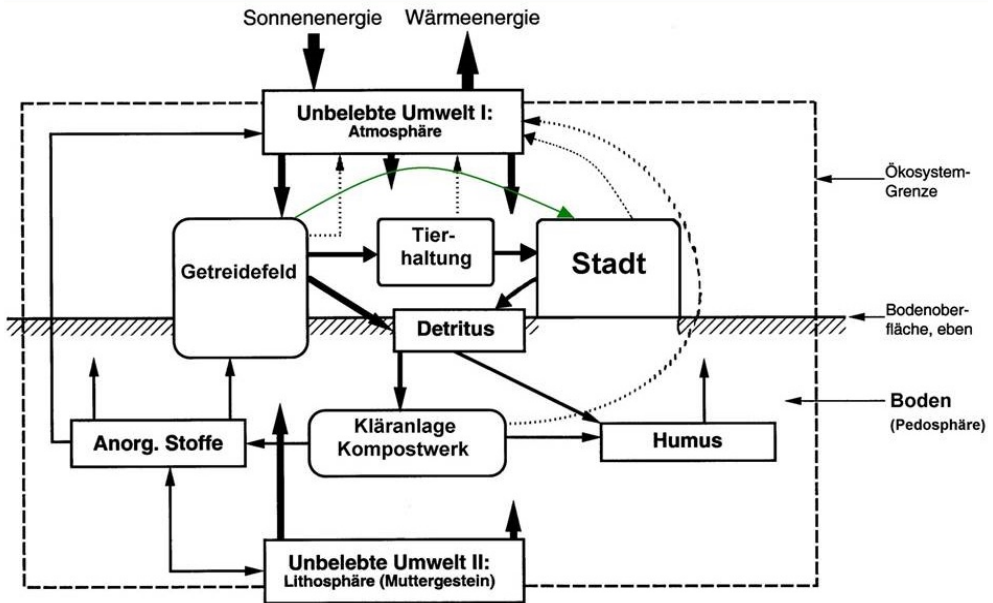 Sonnenenergie
Wärmeenergie
Unbelebte Umwelt I:
Atmosphäre
Ökosystem-
Grenze
Getreidefeld
Tier-
haltung
Stadt
Detritus
Bodenober-
fläche, eben
Boden
(Pedosphäre)
Anorg. Stoffe
Kläranlage
Kompostwerk
Humus
Unbelebte Umwelt II:
Lithosphäre (Muttergestein)